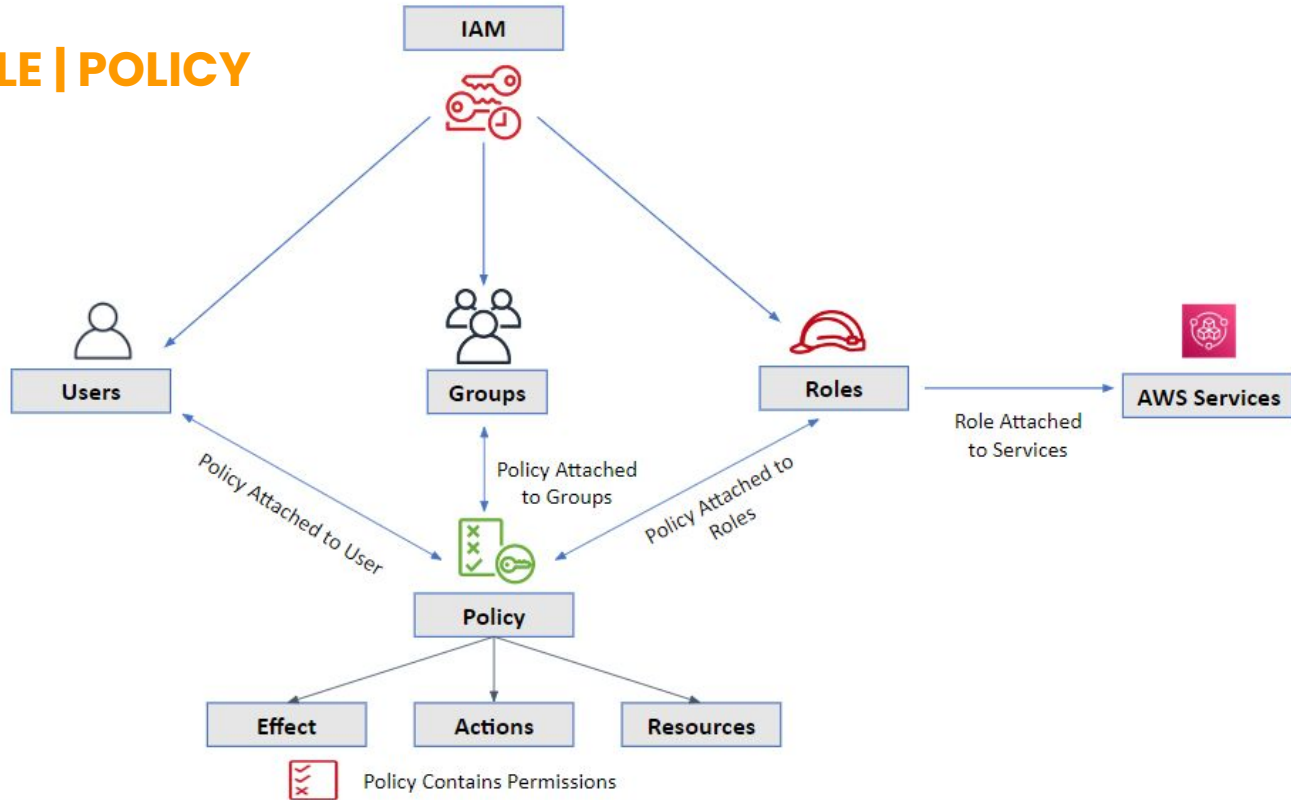 IAM
LE | POLICY
Users
Groups
Roles
AWS Services
Role Attached
to Services
Policy Attached to User
Policy Attached
to Groups
Policy Attached to
Roles
Policy
Effect
Actions
Resources
Policy Contains Permissions